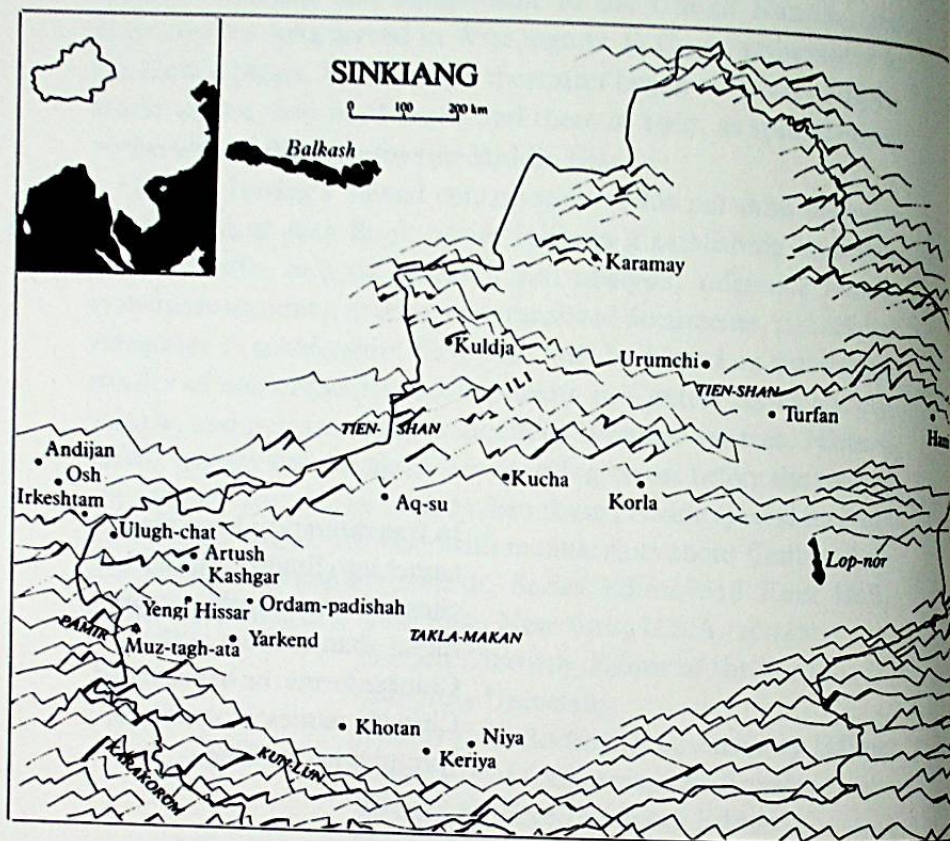 SINKIANG
0 100 200 km
Balkash
Karamay
Kuldja
Urumchi
TIEN-SHAN
Turfan
TIEN-SHAN
Andijan
Osh
Irkeshtam
Kucha
Aq-su
Korla
Ulugh-chat
Artush
Kashgar
Lop-nor
Yengi Hissar
Ordam-padishah
PAMIR
Muz-tagh-ata
Yarkend
TAKLA-MAKAN
Khotan
Niya
Keriya
KARAKOROM
KUN-LUN